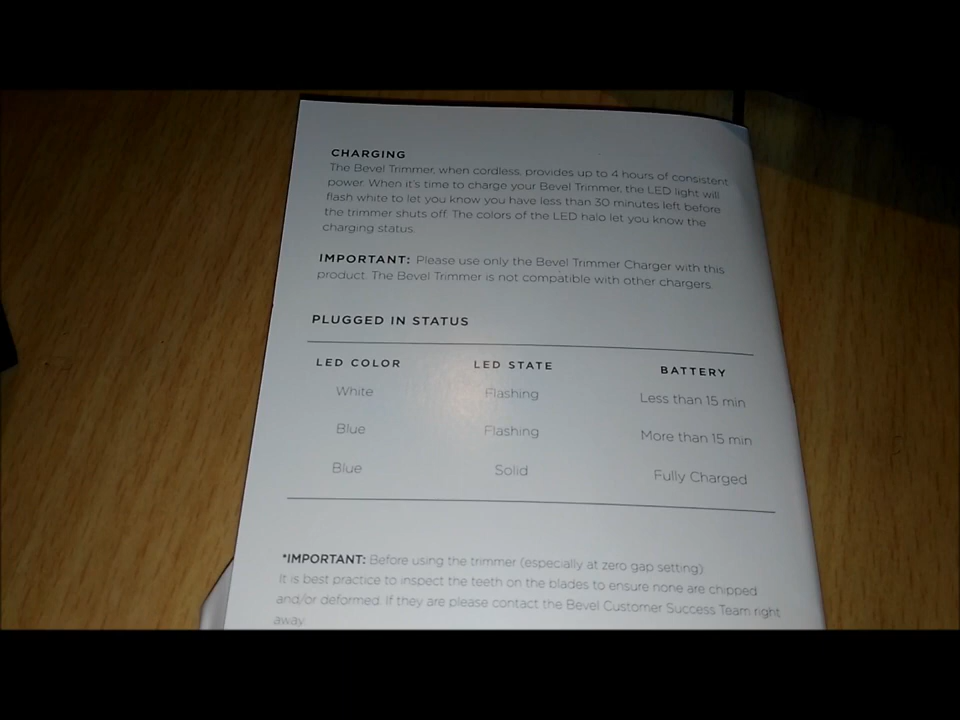 CHARGING
The Bevel Trimmer, when cordless, provides up to 4 hours of consistent
power. When it's time to charge your Bevel Trimmer, the LED light will
flash white to let you know you have less than 30 minutes left before
the trimmer shuts off. The colors of the LED halo let you know the
charging status.
IMPORTANT: Please use only the Bevel Trimmer Charger with this
product. The Bevel Trimmer is not compatible with other chargers.
PLUGGED IN STATUS
LED COLOR LED STATE BATTERY
White Flashing Less than 15 min
Blue Flashing More than 15 min
Blue Solid Fully Charged
*IMPORTANT: Before using the trimmer (especially at zero gap setting)
It is best practice to inspect the teeth on the blades to ensure none are chipped
and/or deformed. If they are please contact the Bevel Customer Success Team right
away